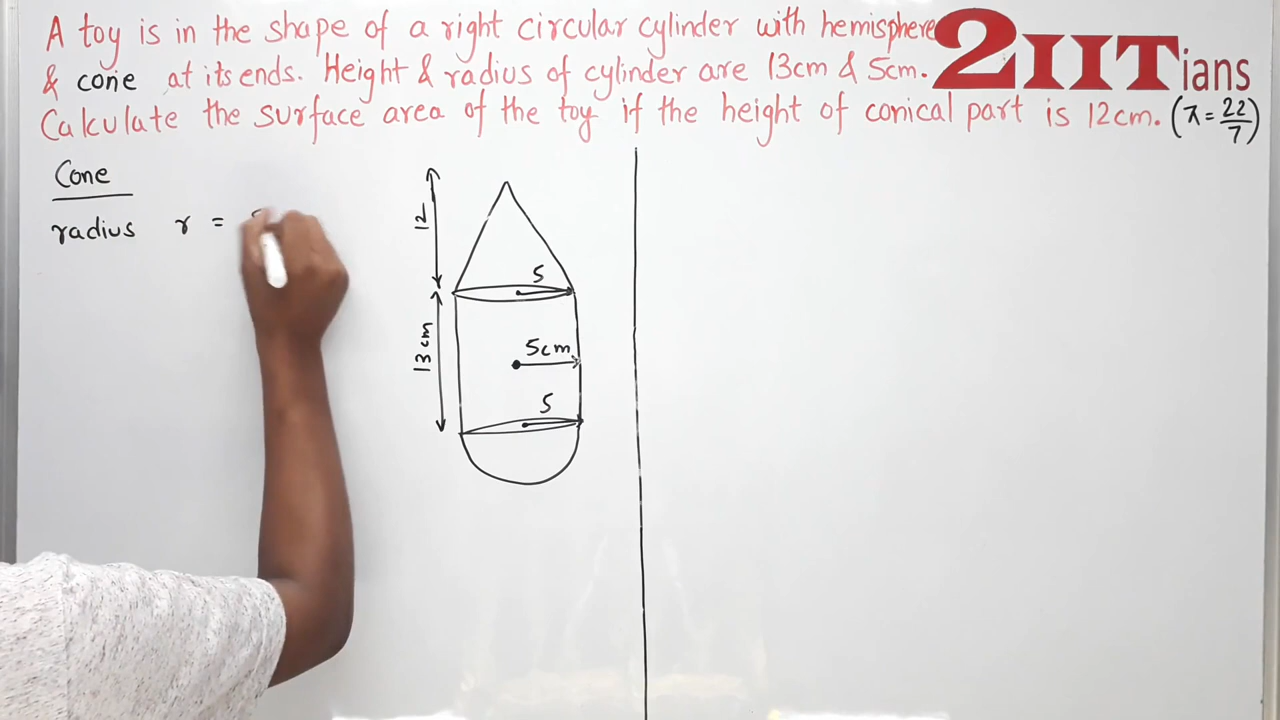 A toy is in the shape of a right circular cylinder with hemisphere
& cone at its ends. Height & radius of cylinder are 13cm & 5cm.
Calculate the surface area of the toy if the height of conical part is 12cm. (π = 22/7)
2IITians
Cone
radius r =
12
5
13cm
5cm
5